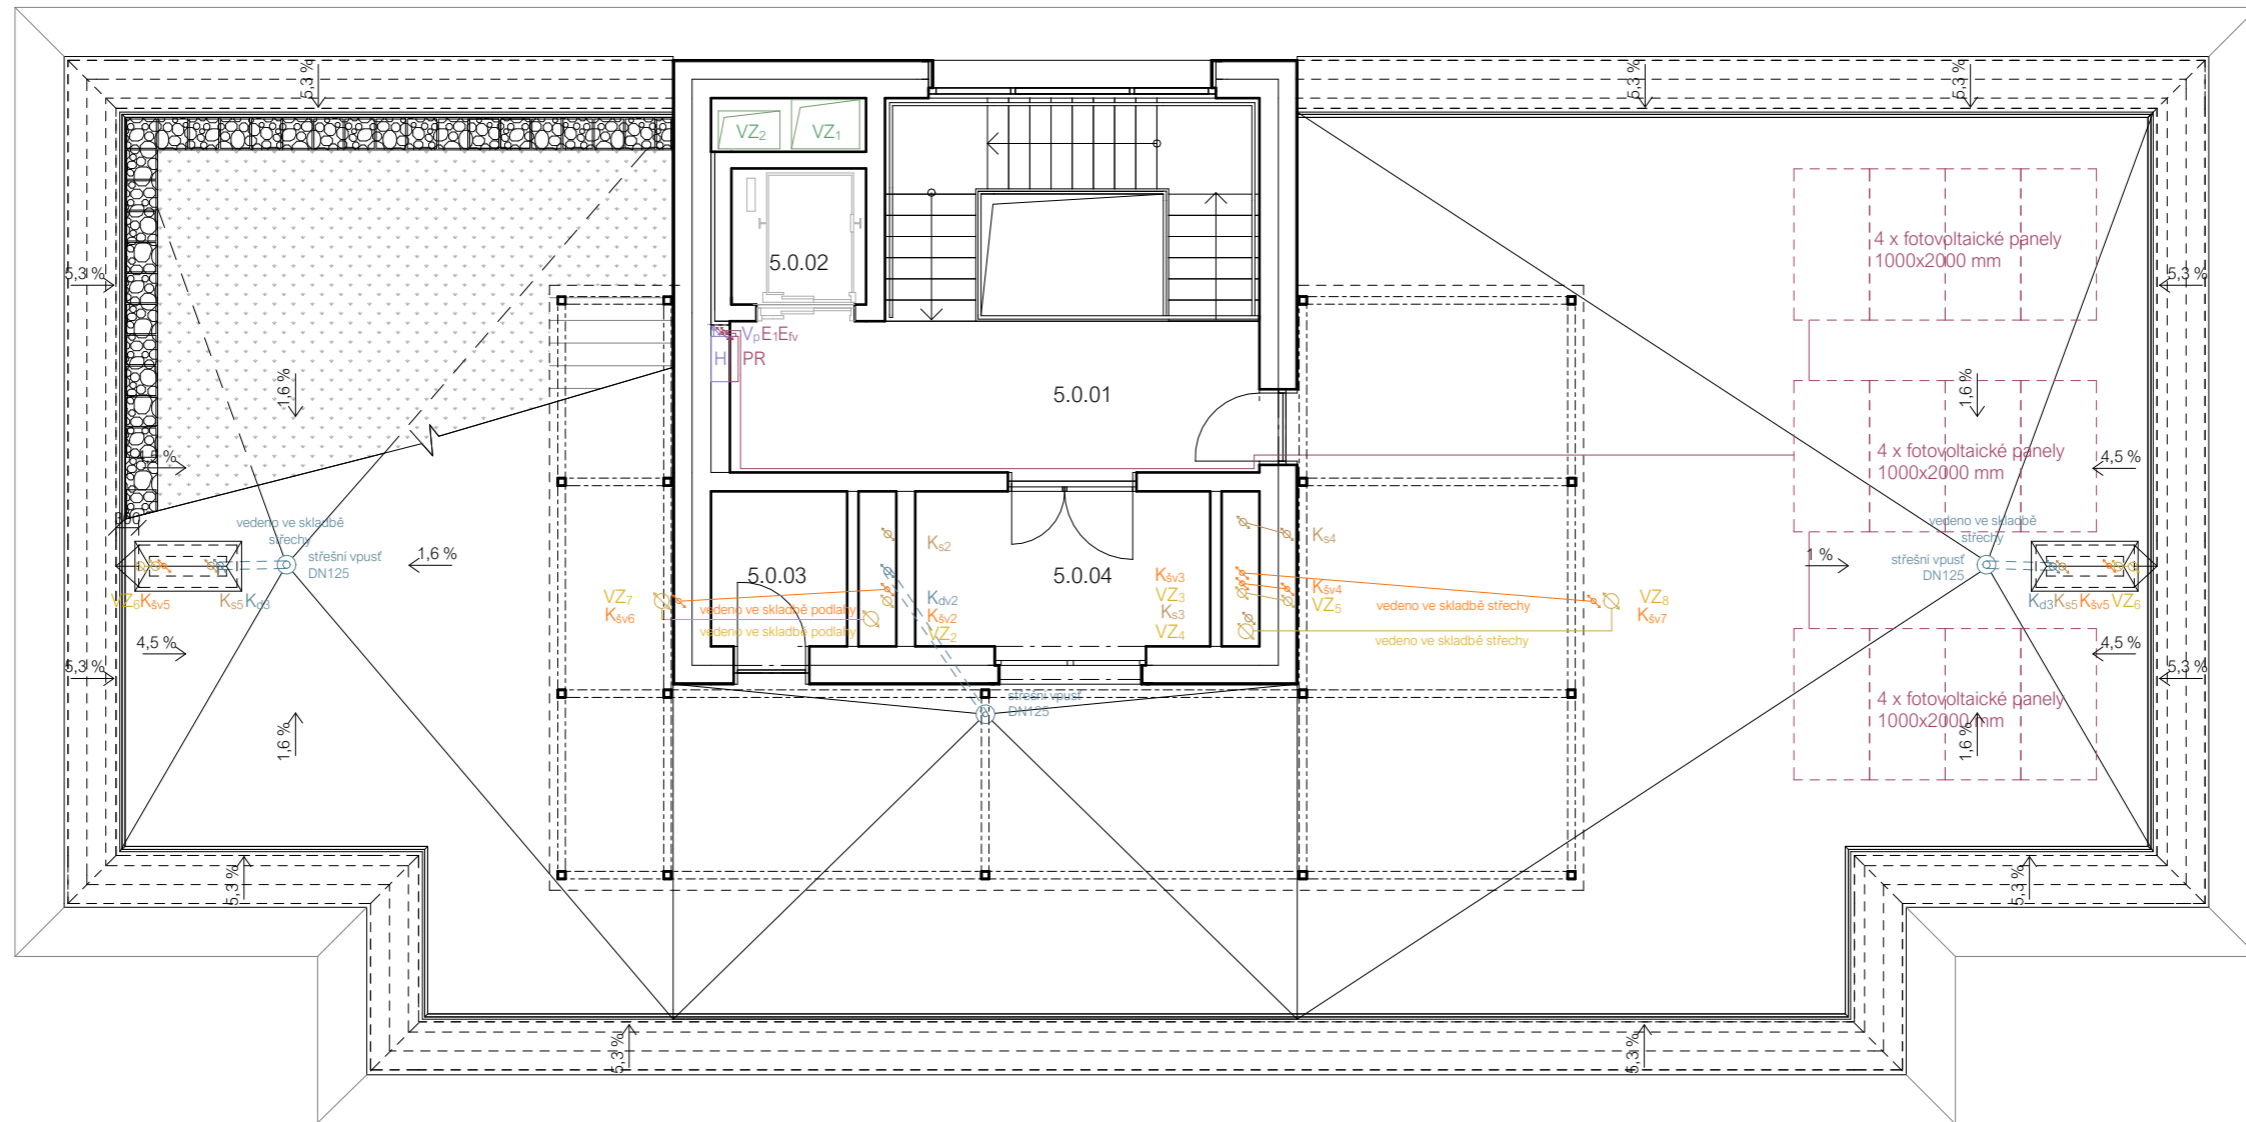 5,3 %
5,3 %
5,3 %
VZ2
VZ1
5.0.02
4 x fotovoltaické panely
1000x2000 mm
5,3 %
5,3 %
VpE1Efv
H
PR
5.0.01
1,6 %
1,6 %
4 x fotovoltaické panely
1000x2000 mm
4,5 %
vedeno ve skladbě
střechy
střešní vpusť
DN125
1,6 %
VZ6Kšv5
Ks5Kd3
Ks2
5.0.03
5.0.04
Kdv2
Kšv2
VZ2
VZ7
Kšv6
vedeno ve skladbě podlahy
vedeno ve skladbě podlahy
Kšv3
VZ3
Ks3
VZ4
Ks4
Kšv4
VZ5
vedeno ve skladbě střechy
vedeno ve skladbě střechy
VZ8
Kšv7
1 %
vedeno ve skladbě
střechy
střešní vpusť
DN125
Kd3Ks5Kšv5VZ6
4,5 %
4,5 %
5,3 %
5,3 %
střešní vpusť
DN125
4 x fotovoltaické panely
1000x2000 mm
1,6 %
1,6 %
5,3 %
5,3 %
5,3 %
5,3 %